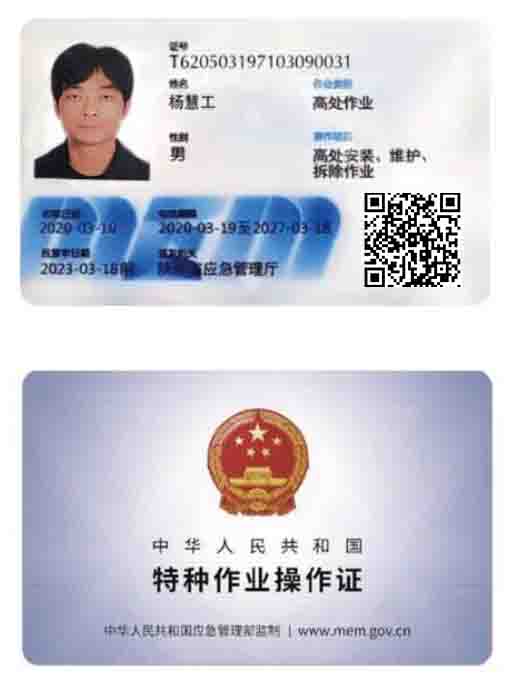 证号
T620503197103090031
姓名
杨慧工
作业类别
高处作业
性别
男
操作项目
高处安装、维护、
拆除作业
初领日期
2020-03-19
有效期限
2020-03-19至2027-03-18
应复审日期
2023-03-18前
签发机关
陕西省应急管理厅
中华人民共和国
特种作业操作证
中华人民共和国应急管理部监制 | www.mem.gov.cn